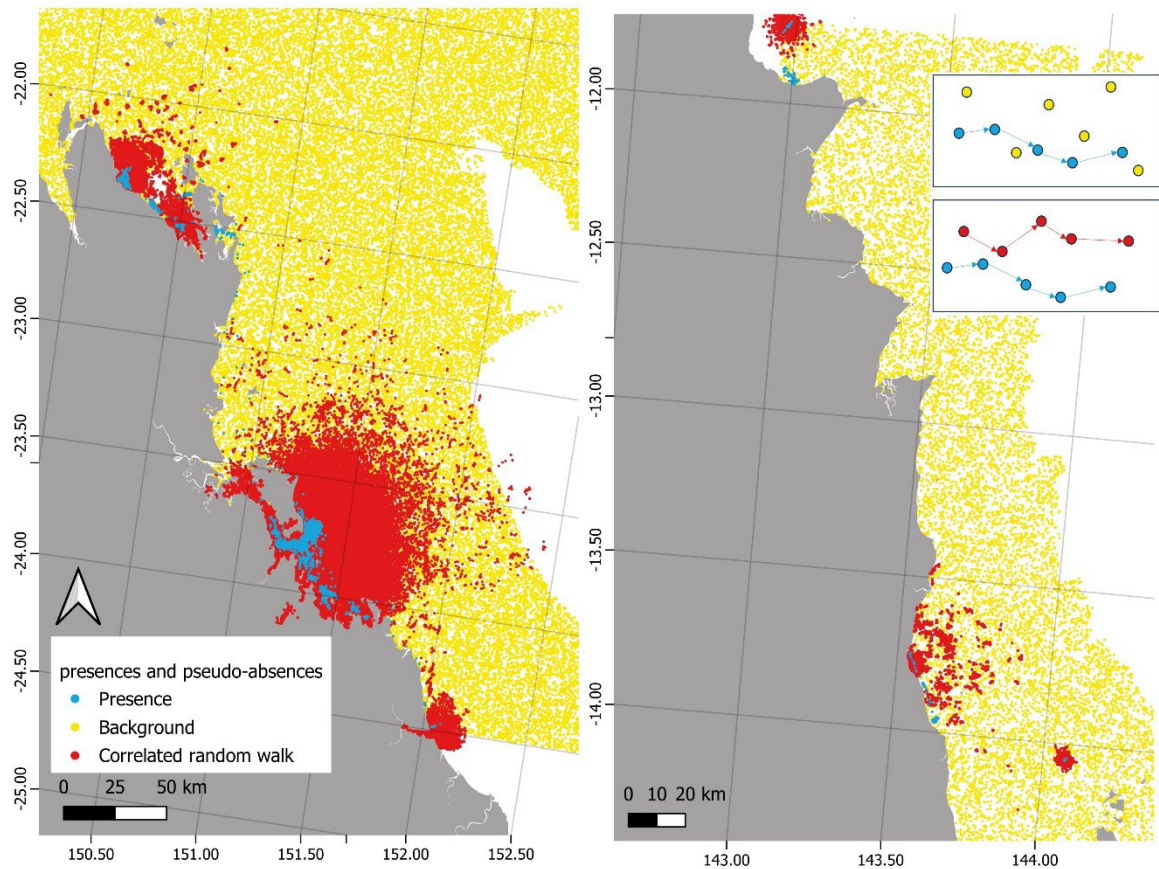 -22.00
-22.50
-23.00
-23.50
-24.00
-24.50
-25.00
presences and pseudo-absences
Presence
Background
Correlated random walk
0 25 50 km
150.50 151.00 151.50 152.00 152.50
-12.00
-12.50
-13.00
-13.50
-14.00
0 10 20 km
143.00 143.50 144.00